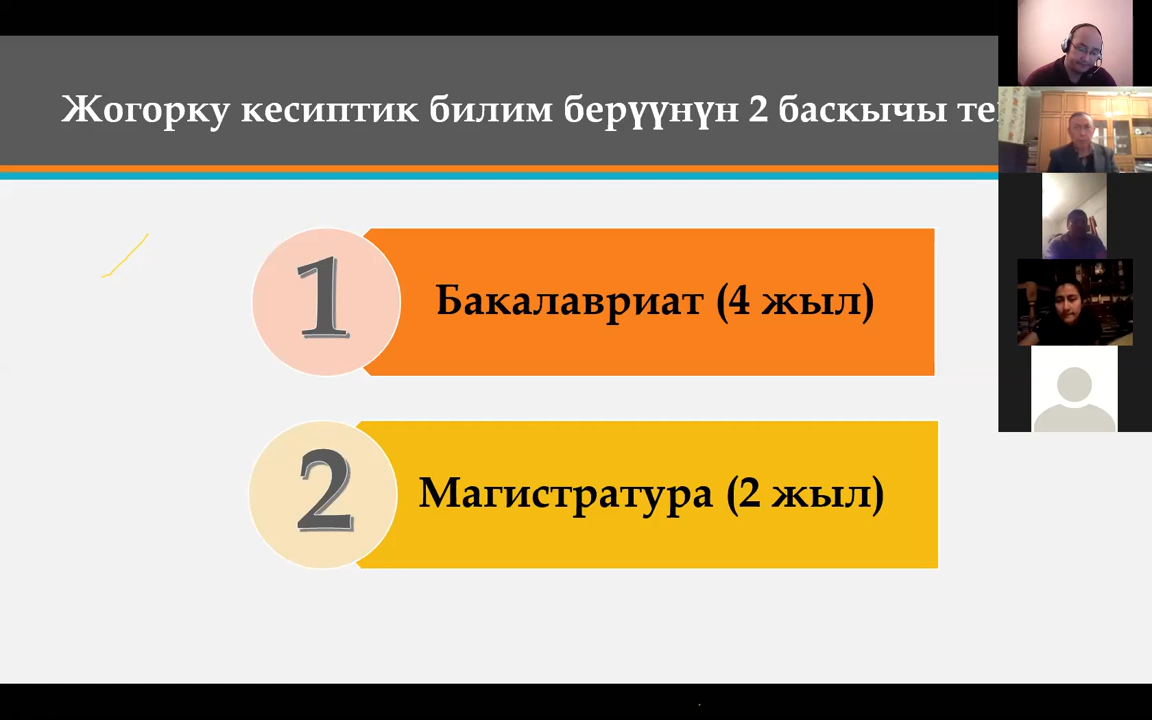 Жогорку кесиптик билим берүүнүн 2 баскычы
1
Бакалавриат (4 жыл)
2
Магистратура (2 жыл)